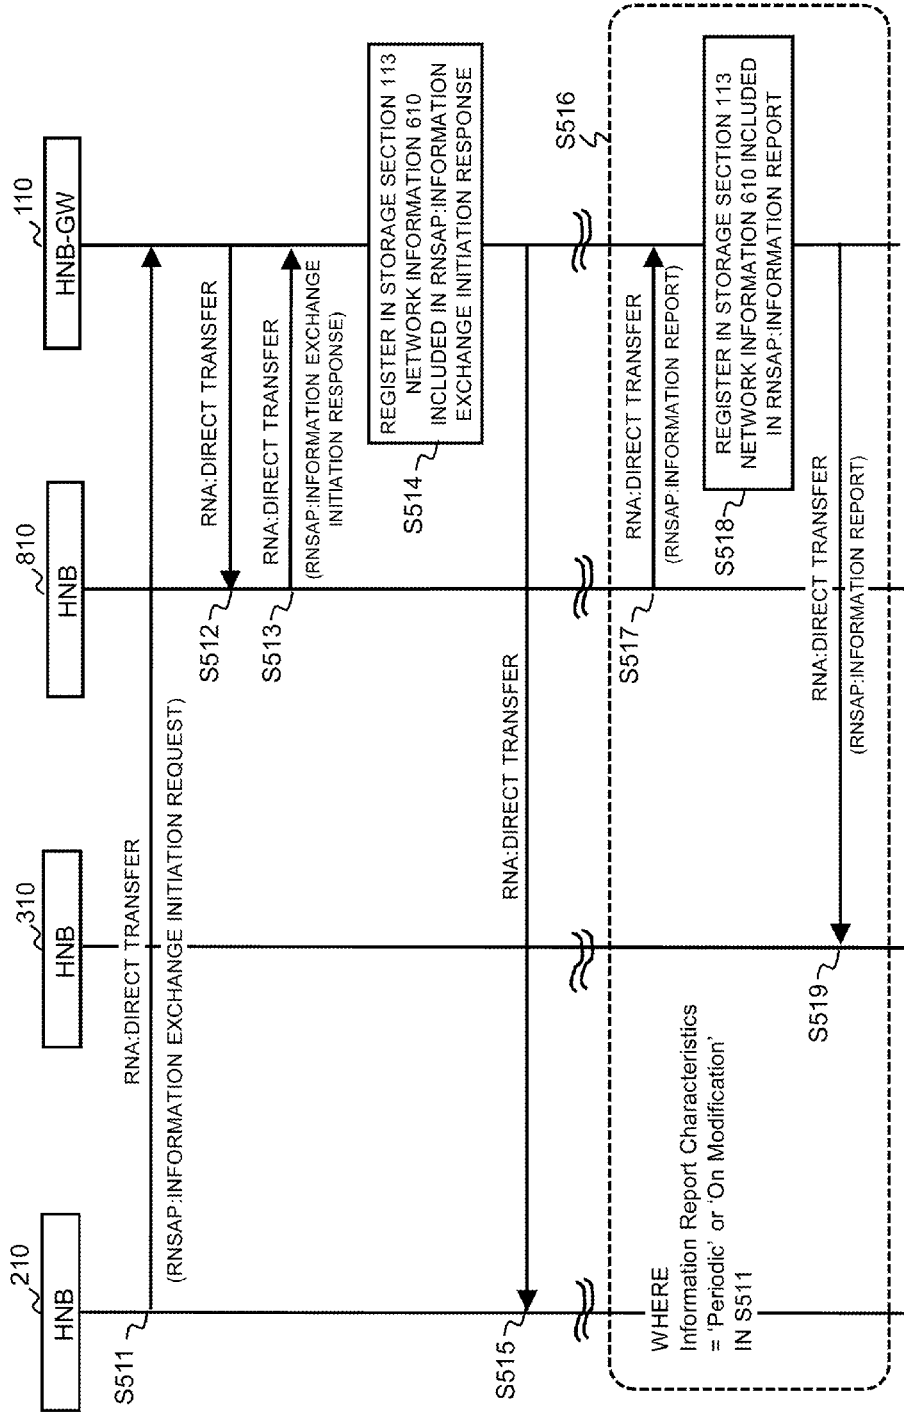 210
HNB
310
HNB
810
HNB
110
HNB-GW
S511
RNA:DIRECT TRANSFER
(RNSAP:INFORMATION EXCHANGE INITIATION REQUEST)
S512
RNA:DIRECT TRANSFER
S513
RNA:DIRECT TRANSFER
(RNSAP:INFORMATION EXCHANGE
INITIATION RESPONSE)
S514
REGISTER IN STORAGE SECTION 113
NETWORK INFORMATION 610
INCLUDED IN RNSAP:INFORMATION
EXCHANGE INITIATION RESPONSE
S515
RNA:DIRECT TRANSFER
S516
WHERE
Information Report Characteristics
= ‘Periodic’ or ‘On Modification’
IN S511
S517
RNA:DIRECT TRANSFER
(RNSAP:INFORMATION REPORT)
S518
REGISTER IN STORAGE SECTION 113
NETWORK INFORMATION 610 INCLUDED
IN RNSAP:INFORMATION REPORT
S519
RNA:DIRECT TRANSFER
(RNSAP:INFORMATION REPORT)